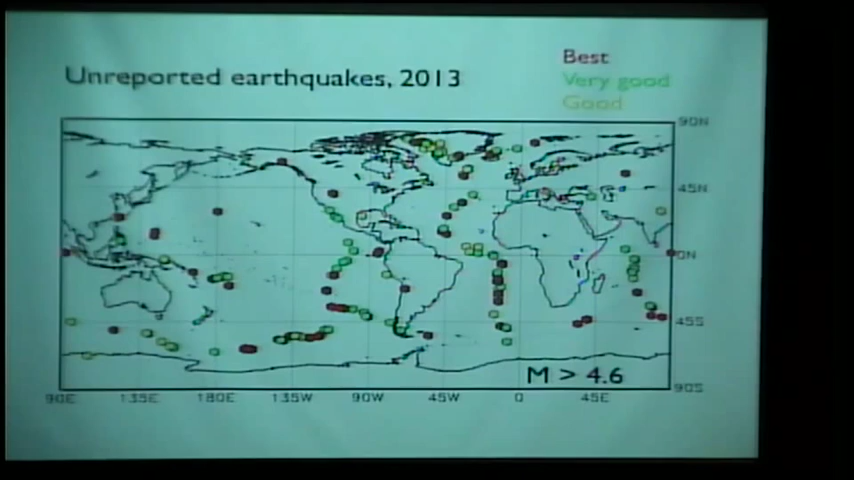 Unreported earthquakes, 2013
Best
Very good
Good
90N
45N
0N
45S
90S
M > 4.6
90E 135E 180E 135W 90W 45W 0 45E